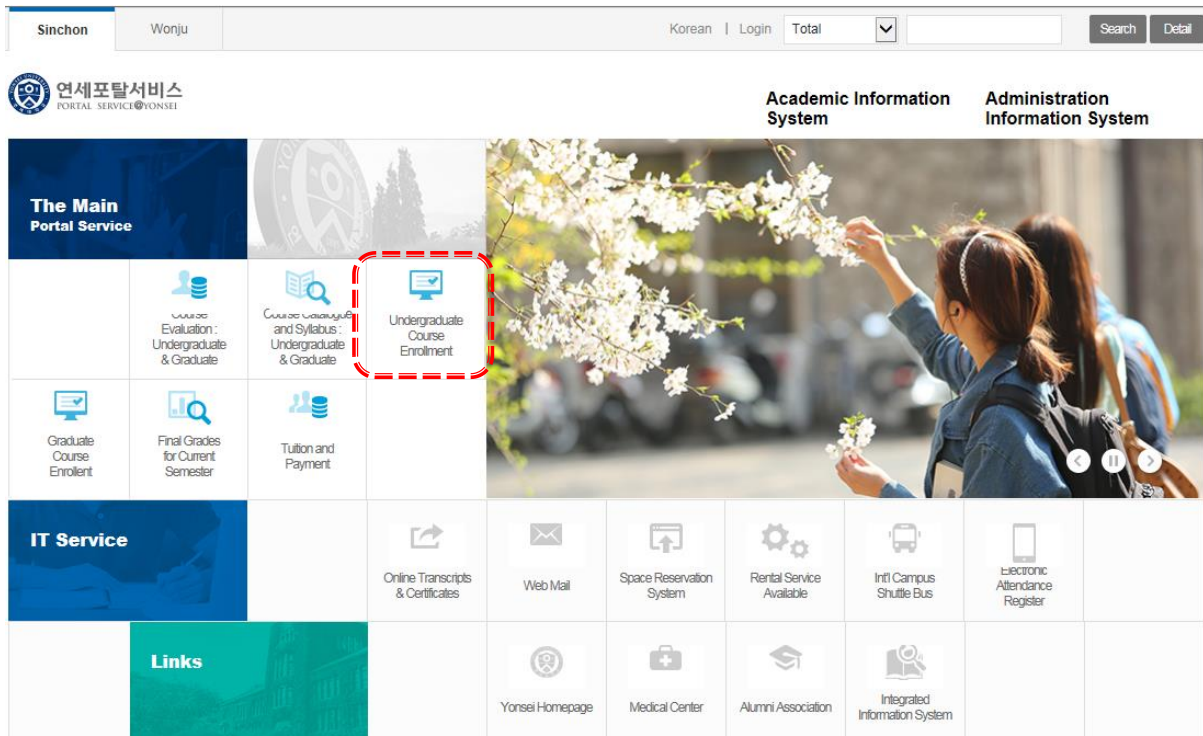 Sinchon
Wonju
Korean | Login
Total
Search
Detail
연세포탈서비스
PORTAL SERVICE@YONSEI
Academic Information
System
Administration
Information System
The Main
Portal Service
Course
Evaluation :
Undergraduate
& Graduate
Course Catalogue
and Syllabus :
Undergraduate
& Graduate
Undergraduate
Course
Enrollment
Graduate
Course
Enrollent
Final Grades
for Current
Semester
Tuition and
Payment
IT Service
Online Transcripts
& Certificates
Web Mail
Space Reservation
System
Rental Service
Available
Int'l Campus
Shuttle Bus
Electronic
Attendance
Register
Links
Yonsei Homepage
Medical Center
Alumni Association
Integrated
Information System